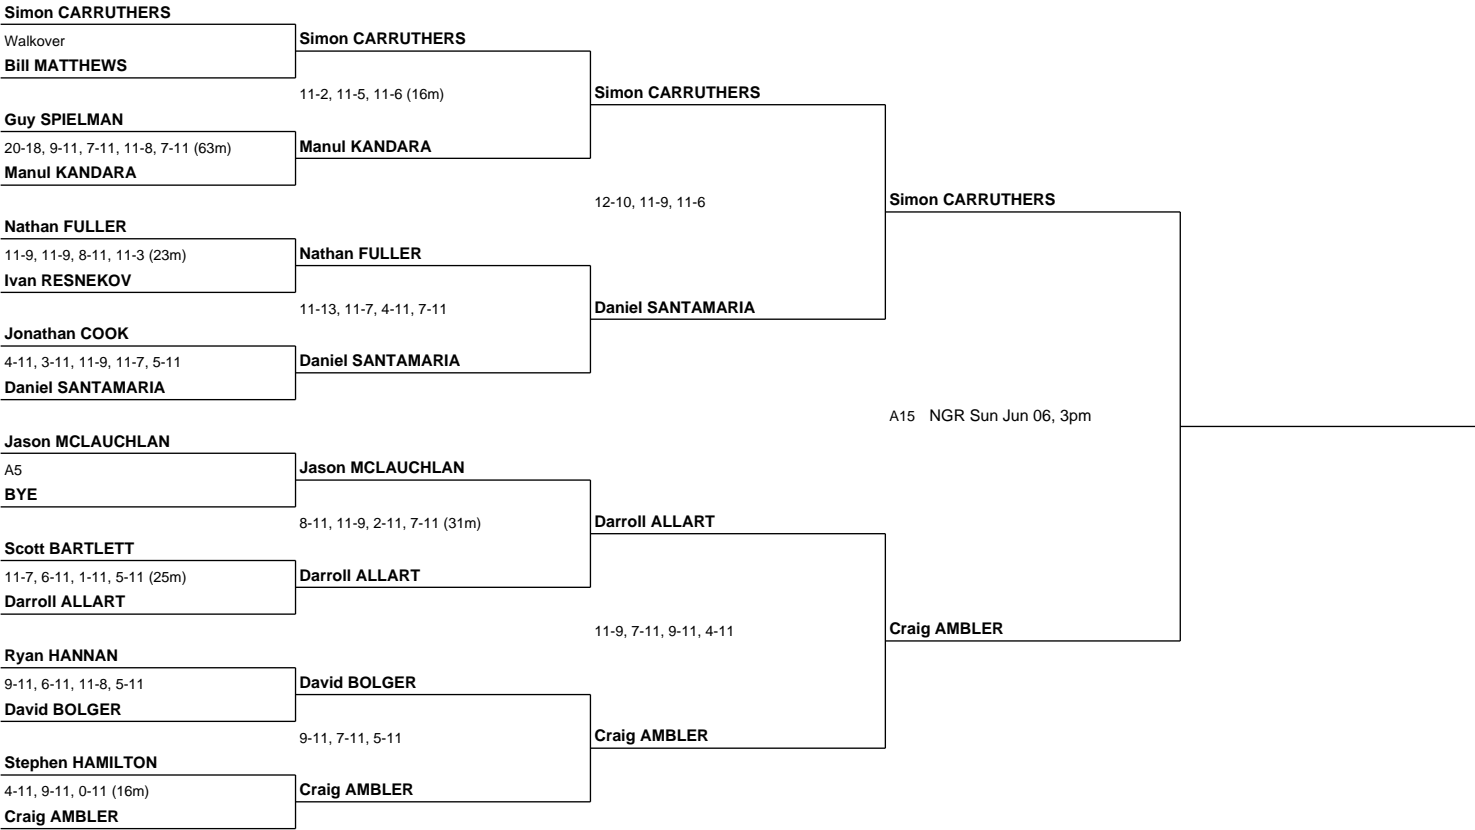 Simon CARRUTHERS
Walkover
Bill MATTHEWS
Guy SPIELMAN
20-18, 9-11, 7-11, 11-8, 7-11 (63m)
Manul KANDARA
Nathan FULLER
11-9, 11-9, 8-11, 11-3 (23m)
Ivan RESNEKOV
Jonathan COOK
4-11, 3-11, 11-9, 11-7, 5-11
Daniel SANTAMARIA
Jason MCLAUCHLAN
A5
BYE
Scott BARTLETT
11-7, 6-11, 1-11, 5-11 (25m)
Darroll ALLART
Ryan HANNAN
9-11, 6-11, 11-8, 5-11
David BOLGER
Stephen HAMILTON
4-11, 9-11, 0-11 (16m)
Craig AMBLER
Simon CARRUTHERS
11-2, 11-5, 11-6 (16m)
Manul KANDARA
Nathan FULLER
11-13, 11-7, 4-11, 7-11
Daniel SANTAMARIA
Jason MCLAUCHLAN
8-11, 11-9, 2-11, 7-11 (31m)
Darroll ALLART
David BOLGER
9-11, 7-11, 5-11
Craig AMBLER
Simon CARRUTHERS
12-10, 11-9, 11-6
Daniel SANTAMARIA
Darroll ALLART
11-9, 7-11, 9-11, 4-11
Craig AMBLER
Simon CARRUTHERS
A15 NGR Sun Jun 06, 3pm
Craig AMBLER